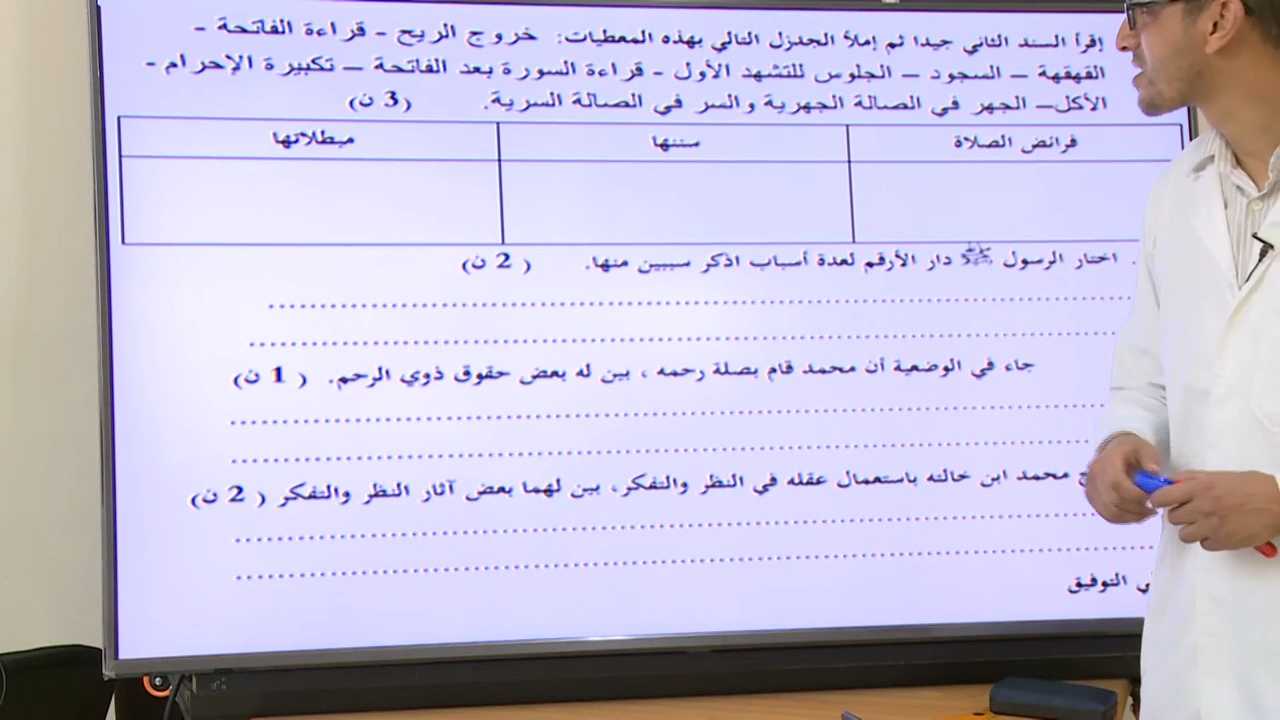 إقرأ السند الثاني جيدا ثم إملأ الجدزل التالي بهذه المعطيات: خروج الريح - قراءة الفاتحة -
القهقهة – السجود – الجلوس للتشهد الأول - قراءة السورة بعد الفاتحة – تكبيرة الإحرام -
الأكل– الجهر في الصالة الجهرية والسر في الصالة السرية. ( 3 ن)
فرائض الصلاة سننها مبطلاتها
. اختار الرسول ﷺ دار الأرقم لعدة أسباب اذكر سببين منها. ( 2 ن)
جاء في الوضعية أن محمد قام بصلة رحمه ، بين له بعض حقوق ذوي الرحم. ( 1 ن)
محمد ابن خالته باستعمال عقله في النظر والتفكر، بين لهما بعض آثار النظر والتفكر ( 2 ن)
التوفيق